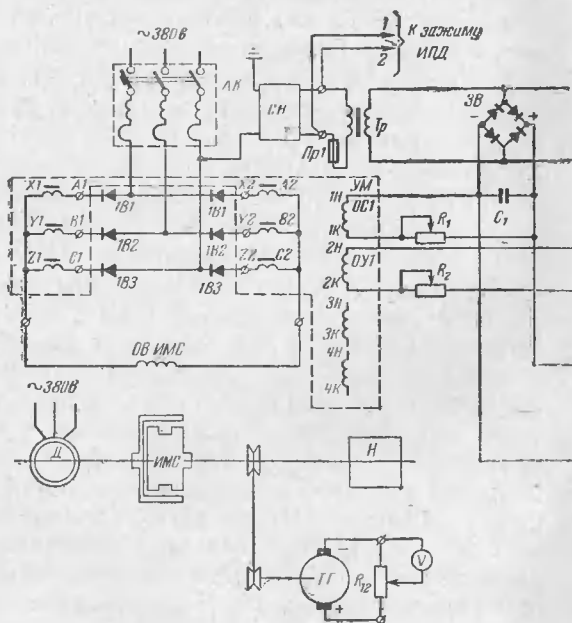 ~380В
1
2
К зажиму
ИПД
АК
СН
Пр1
Тр
ЗВ
-
+
С1
УМ
Х1
А1
1В1
1В1
Х2
А2
1Н
ОС1
R1
Y1
В1
1В2
1В2
Y2
В2
1К
2Н
ОУ1
R2
Z1
С1
1В3
1В3
Z2
С2
2К
3Н
3К
4Н
4К
ОВ ИМС
~380В
Д
ИМС
Н
ТГ
-
+
R12
V